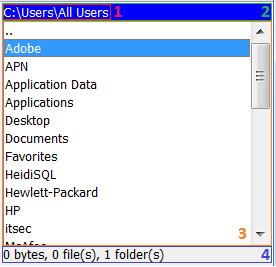 C:\Users\All Users 1 2
..
Adobe
APN
Application Data
Applications
Desktop
Documents
Favorites
HeidiSQL
Hewlett-Packard
HP
itsec 3
0 bytes, 0 file(s), 1 folder(s) 4